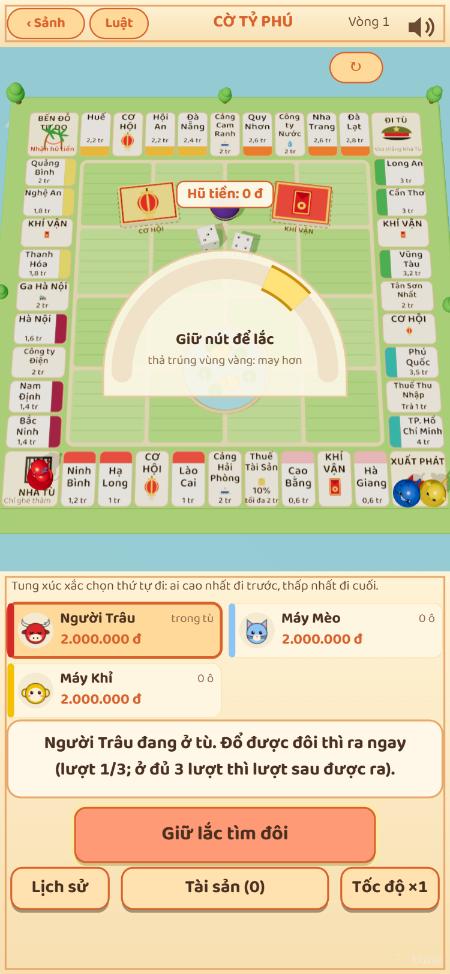 ‹ Sảnh
Luật
CỜ TỶ PHÚ
Vòng 1
↻
BẾN ĐỖ
Nhận hũ tiền
Huế
2,2 tr
CƠ HỘI
Hội An
2,2 tr
Đà Nẵng
2,4 tr
Cảng Cam Ranh
2 tr
Quy Nhơn
2,6 tr
Công ty Nước
2 tr
Nha Trang
2,6 tr
Đà Lạt
2,8 tr
ĐI TÙ
Quảng Bình
2 tr
Long An
3 tr
Nghệ An
1,8 tr
Cần Thơ
3 tr
KHÍ VẬN
KHÍ VẬN
Thanh Hóa
1,8 tr
Vũng Tàu
3,2 tr
Ga Hà Nội
2 tr
Tân Sơn Nhất
2 tr
Hà Nội
1,6 tr
CƠ HỘI
Công ty Điện
2 tr
Phú Quốc
3,5 tr
Nam Định
1,4 tr
Thuế Thu Nhập
Trả 1 tr
Bắc Ninh
1,4 tr
TP. Hồ Chí Minh
4 tr
Hũ tiền: 0 đ
CƠ HỘI
KHÍ VẬN
Giữ nút để lắc
thả trúng vùng vàng: may hơn
NHÀ TÙ
Chỉ ghé thăm
Ninh Bình
1,2 tr
Hạ Long
1 tr
CƠ HỘI
Lào Cai
1 tr
Cảng Hải Phòng
2 tr
Thuế Tài Sản
10%
tối đa 2 tr
Cao Bằng
0,6 tr
KHÍ VẬN
Hà Giang
0,6 tr
XUẤT PHÁT
Tung xúc xắc chọn thứ tự đi: ai cao nhất đi trước, thấp nhất đi cuối.
Người Trâu
trong tù
2.000.000 đ
Máy Mèo
0 ô
2.000.000 đ
Máy Khỉ
0 ô
2.000.000 đ
Người Trâu đang ở tù. Đổ được đôi thì ra ngay
(lượt 1/3; ở đủ 3 lượt thì lượt sau được ra).
Giữ lắc tìm đôi
Lịch sử
Tài sản (0)
Tốc độ ×1